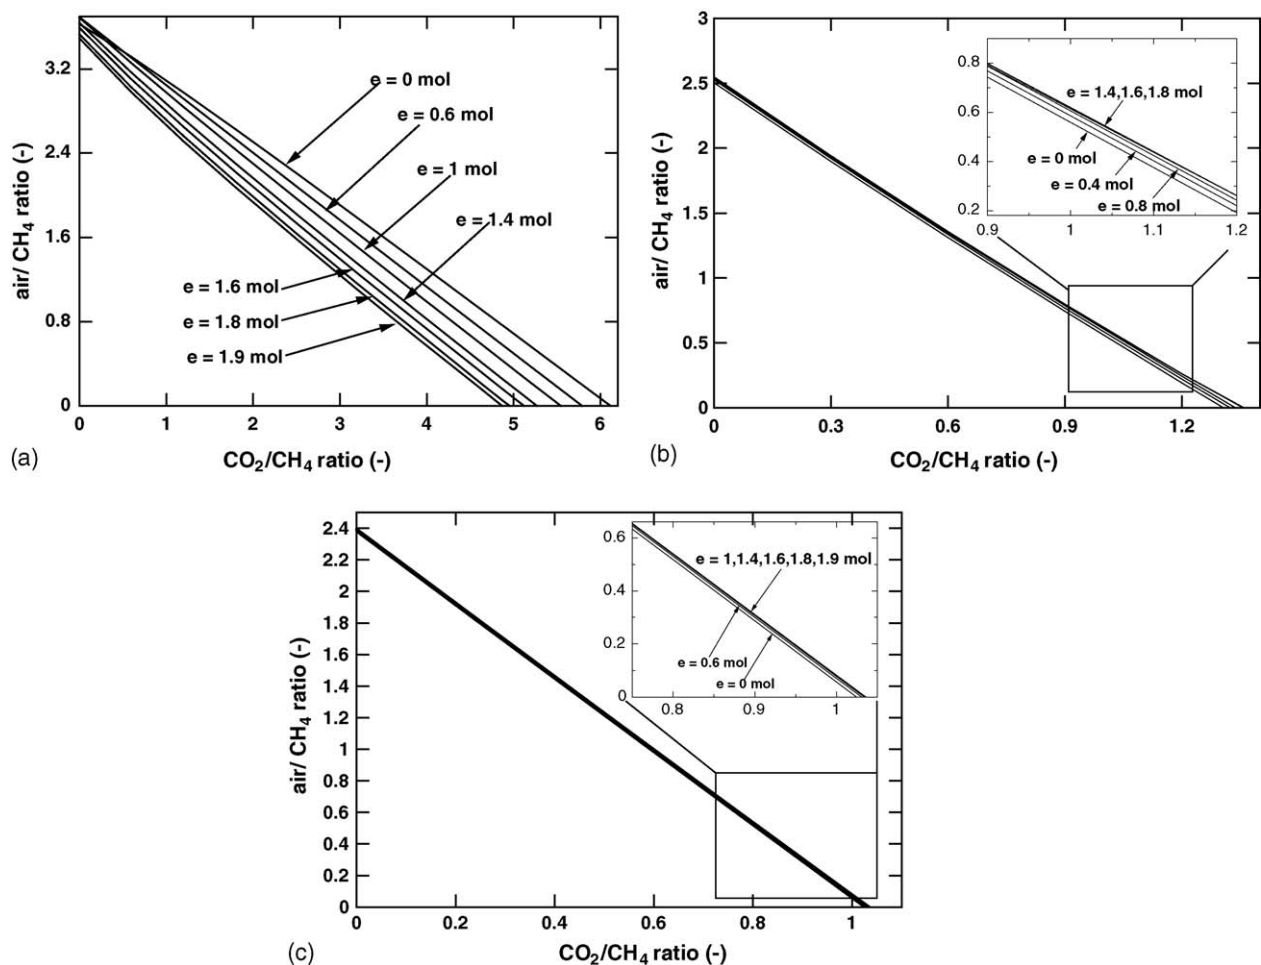 3.2
2.4
1.6
0.8
0
air/ CH4 ratio (-)
e = 0 mol
e = 0.6 mol
e = 1 mol
e = 1.4 mol
e = 1.6 mol
e = 1.8 mol
e = 1.9 mol
0 1 2 3 4 5 6
(a)
CO2/CH4 ratio (-)
3
2.5
2
1.5
1
0.5
0
air/ CH4 ratio (-)
0.8
0.6
0.4
0.2
e = 1.4,1.6,1.8 mol
e = 0 mol
e = 0.4 mol
e = 0.8 mol
0.9 1 1.1 1.2
0 0.3 0.6 0.9 1.2
(b)
CO2/CH4 ratio (-)
2.4
2.2
2
1.8
1.6
1.4
1.2
1
0.8
0.6
0.4
0.2
0
air/ CH4 ratio (-)
0.6
0.4
0.2
0
e = 1,1.4,1.6,1.8,1.9 mol
e = 0.6 mol
e = 0 mol
0.8 0.9 1
0 0.2 0.4 0.6 0.8 1
(c)
CO2/CH4 ratio (-)